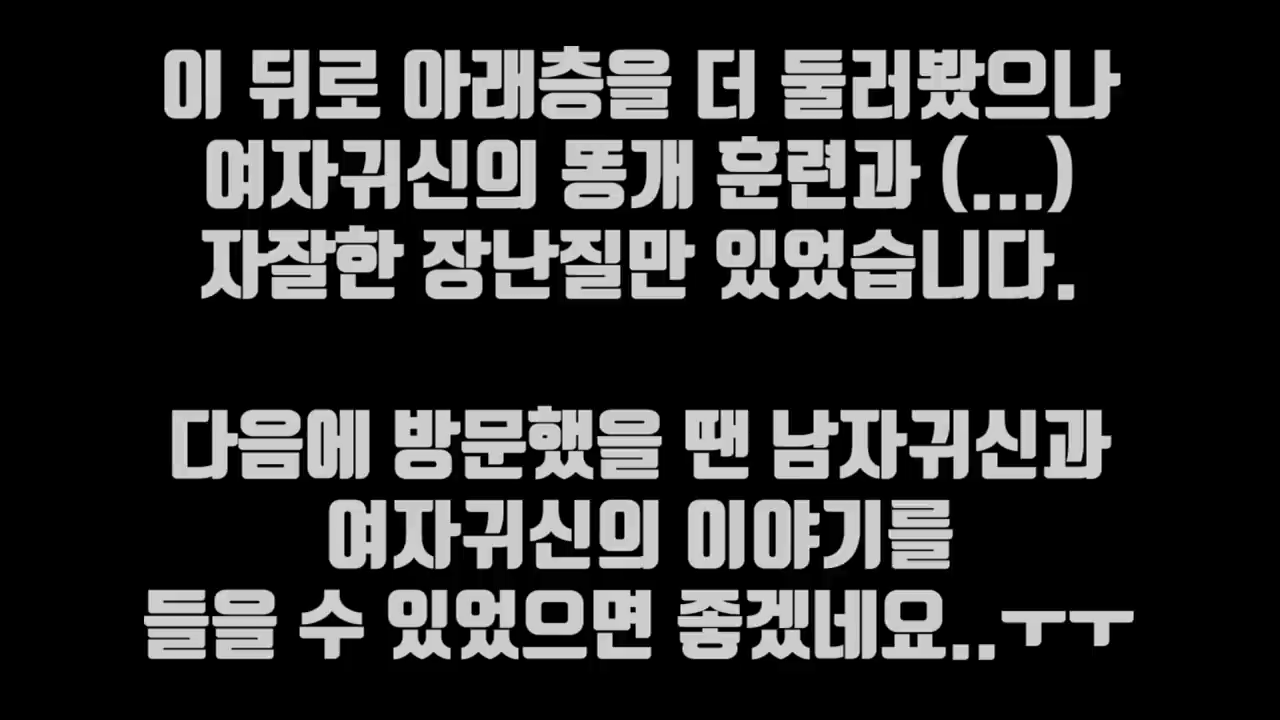 이 뒤로 아래층을 더 둘러봤으나
여자귀신의 똥개 훈련과 (...)
자잘한 장난질만 있었습니다.
다음에 방문했을 땐 남자귀신과
여자귀신의 이야기를
들을 수 있었으면 좋겠네요..ㅜㅜ